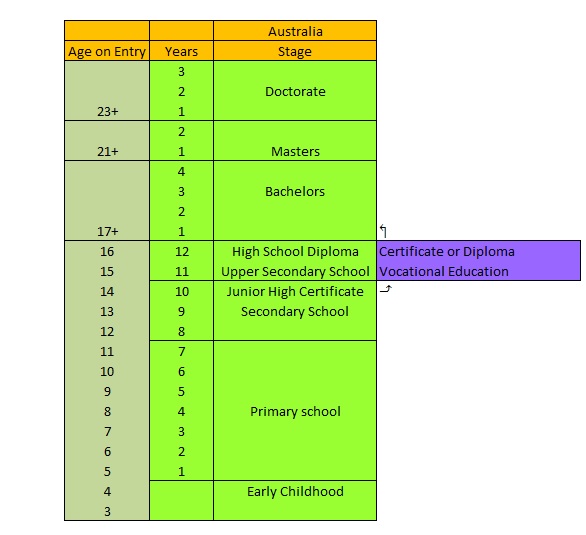 Australia
Age on Entry Years Stage
3
2 Doctorate
23+ 1
2
21+ 1 Masters
4
3 Bachelors
2
17+ 1
16 12 High School Diploma Certificate or Diploma
15 11 Upper Secondary School Vocational Education
14 10 Junior High Certificate
13 9 Secondary School
12 8
11 7
10 6
9 5
8 4 Primary school
7 3
6 2
5 1
4 Early Childhood
3